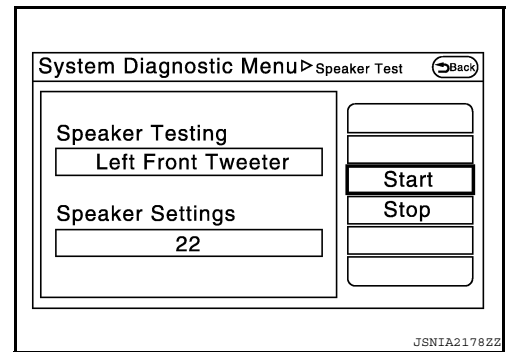 System Diagnostic Menu▷Speaker Test Back
Speaker Testing
Left Front Tweeter
Start
Speaker Settings
Stop
22
JSNIA2178ZZ